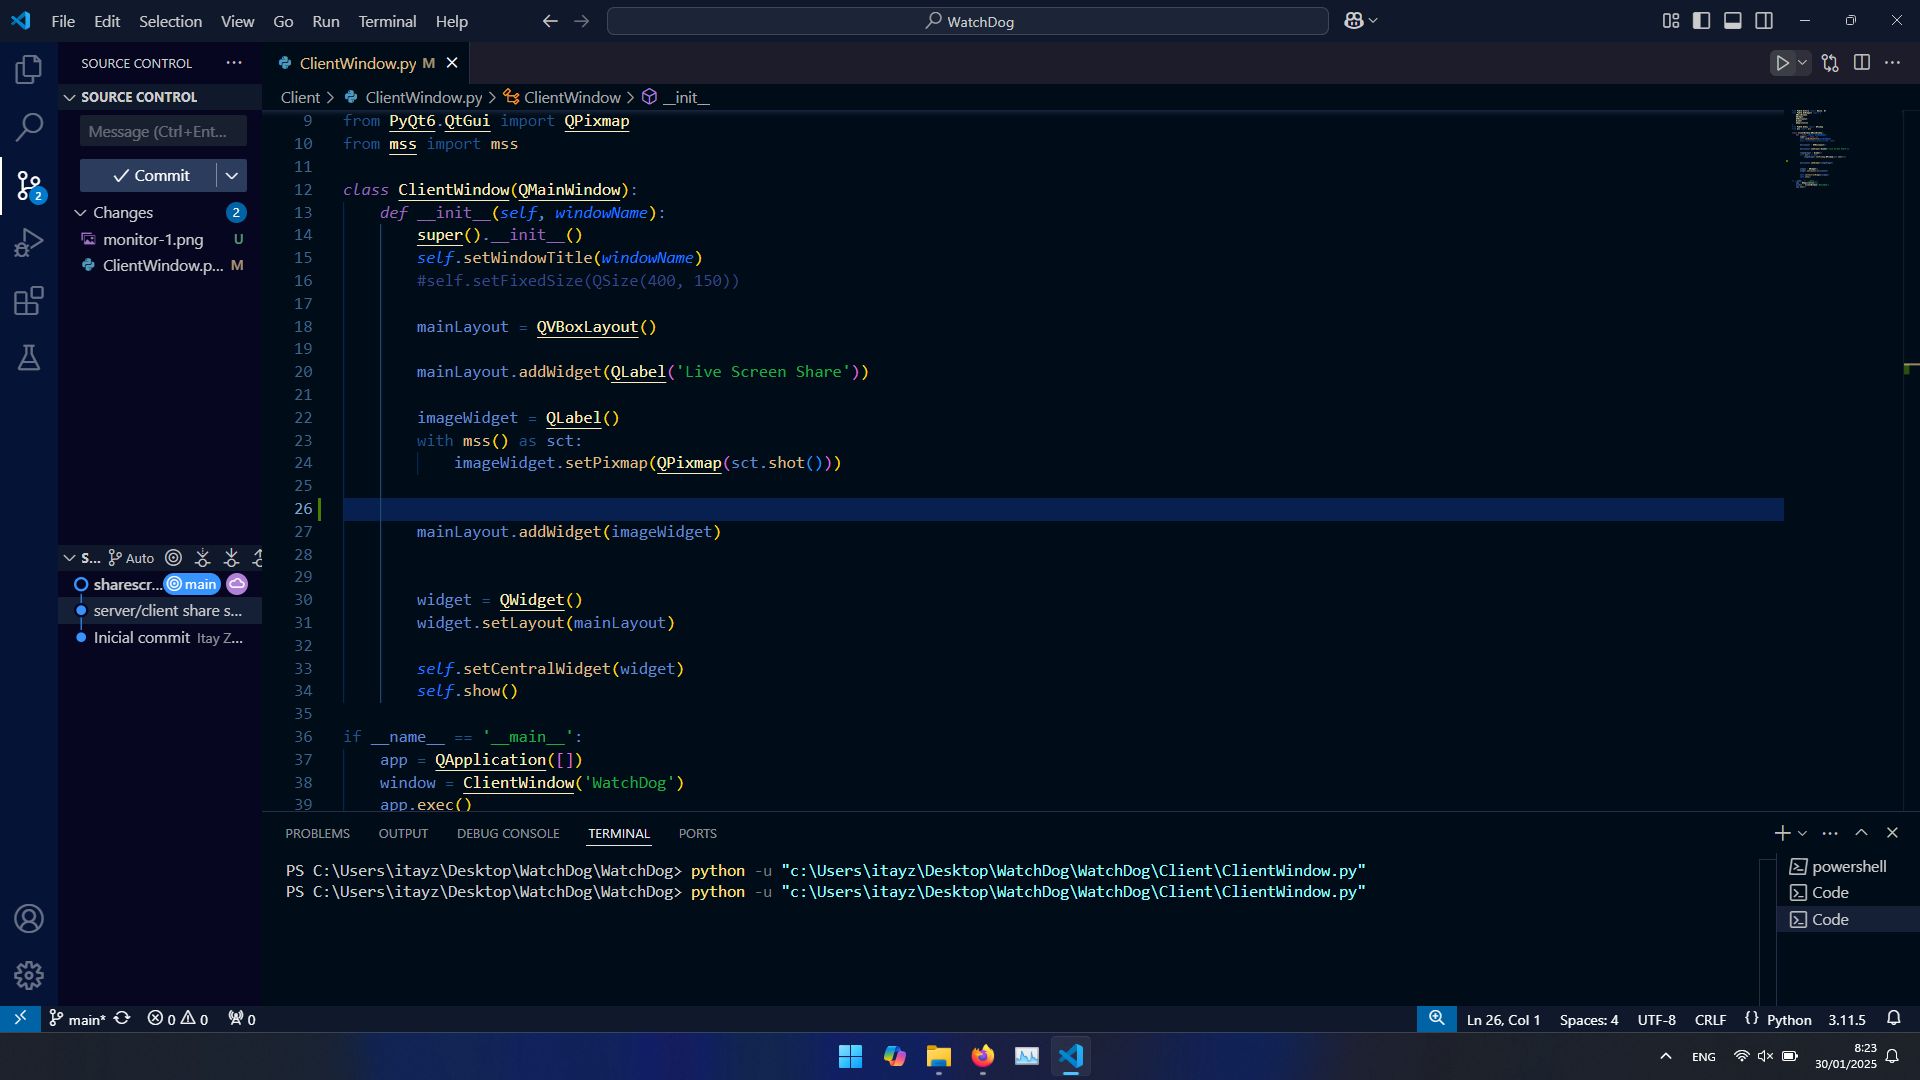 File Edit Selection View Go Run Terminal Help
WatchDog
SOURCE CONTROL
SOURCE CONTROL
Message (Ctrl+Ent...
Commit
Changes 2
monitor-1.png U
ClientWindow.p... M
2
S... Auto
sharescr... main
server/client share s...
Inicial commit Itay Z...
ClientWindow.py M
Client > ClientWindow.py > ClientWindow > __init__
9 from PyQt6.QtGui import QPixmap
10 from mss import mss
11
12 class ClientWindow(QMainWindow):
13 def __init__(self, windowName):
14 super().__init__()
15 self.setWindowTitle(windowName)
16 #self.setFixedSize(QSize(400, 150))
17
18 mainLayout = QVBoxLayout()
19
20 mainLayout.addWidget(QLabel('Live Screen Share'))
21
22 imageWidget = QLabel()
23 with mss() as sct:
24 imageWidget.setPixmap(QPixmap(sct.shot()))
25
26
27 mainLayout.addWidget(imageWidget)
28
29
30 widget = QWidget()
31 widget.setLayout(mainLayout)
32
33 self.setCentralWidget(widget)
34 self.show()
35
36 if __name__ == '__main__':
37 app = QApplication([])
38 window = ClientWindow('WatchDog')
39 app.exec()
PROBLEMS OUTPUT DEBUG CONSOLE TERMINAL PORTS
PS C:\Users\itayz\Desktop\WatchDog\WatchDog> python -u "c:\Users\itayz\Desktop\WatchDog\WatchDog\Client\ClientWindow.py"
PS C:\Users\itayz\Desktop\WatchDog\WatchDog> python -u "c:\Users\itayz\Desktop\WatchDog\WatchDog\Client\ClientWindow.py"
powershell
Code
Code
main* 0 0 0
Ln 26, Col 1 Spaces: 4 UTF-8 CRLF {} Python 3.11.5
ENG
8:23
30/01/2025